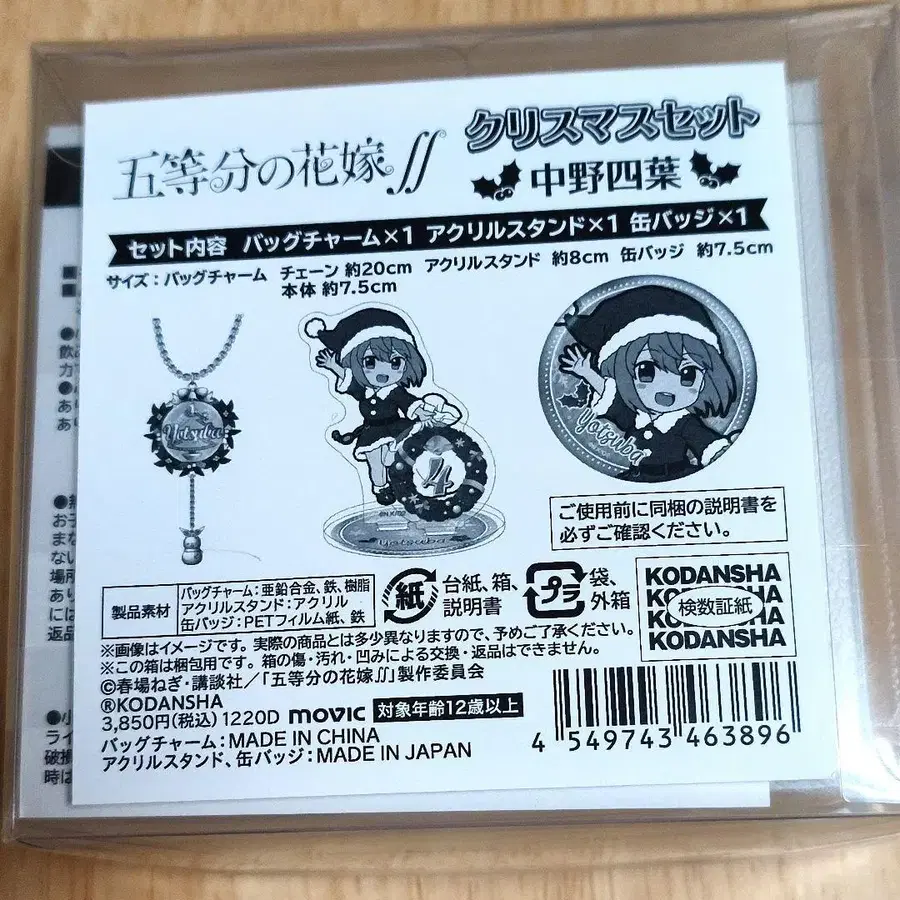 五等分の花嫁∬
クリスマスセット
中野四葉
セット内容 バッグチャーム×1 アクリルスタンド×1 缶バッジ×1
サイズ：バッグチャーム チェーン 約20cm アクリルスタンド 約8cm 缶バッジ 約7.5cm
本体 約7.5cm
Yotsuba
4
Yotsuba
Yotsuba
ご使用前に同梱の説明書を
必ずご確認ください。
製品素材
バッグチャーム：亜鉛合金、鉄、樹脂
アクリルスタンド：アクリル
缶バッジ：PETフィルム紙、鉄
紙
台紙、箱、
説明書
プラ
袋、
外箱
KODANSHA
検数証紙
KODANSHA
※画像はイメージです。実際の商品とは多少異なりますので、予めご了承ください。
※この箱は梱包用です。箱の傷・汚れ・凹みによる交換・返品はできません。
©春場ねぎ・講談社／「五等分の花嫁∬」製作委員会
®KODANSHA
3,850円(税込) 1220D movic 対象年齢12歳以上
バッグチャーム：MADE IN CHINA
アクリルスタンド、缶バッジ：MADE IN JAPAN
4 549743 463896